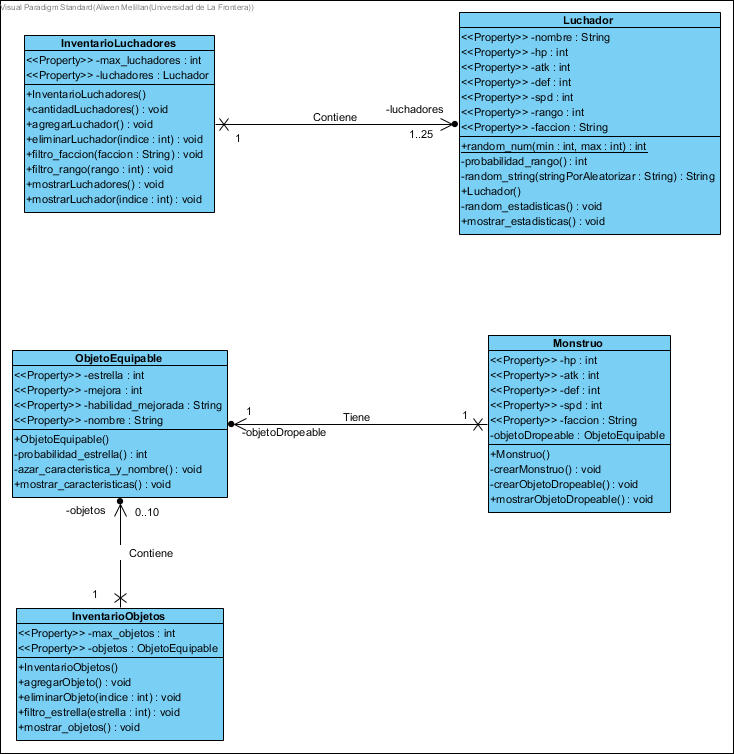 Visual Paradigm Standard(Aliwen Melillan(Universidad de La Frontera))
InventarioLuchadores
<<Property>> -max_luchadores : int
<<Property>> -luchadores : Luchador
+InventarioLuchadores()
+cantidadLuchadores() : void
+agregarLuchador() : void
+eliminarLuchador(indice : int) : void
+filtro_faccion(faccion : String) : void
+filtro_rango(rango : int) : void
+mostrarLuchadores() : void
+mostrarLuchador(indice : int) : void
Contiene
1
-luchadores
1..25
Luchador
<<Property>> -nombre : String
<<Property>> -hp : int
<<Property>> -atk : int
<<Property>> -def : int
<<Property>> -spd : int
<<Property>> -rango : int
<<Property>> -faccion : String
+random_num(min : int, max : int) : int
-probabilidad_rango() : int
-random_string(stringPorAleatorizar : String) : String
+Luchador()
-random_estadisticas() : void
+mostrar_estadisticas() : void
ObjetoEquipable
<<Property>> -estrella : int
<<Property>> -mejora : int
<<Property>> -habilidad_mejorada : String
<<Property>> -nombre : String
+ObjetoEquipable()
-probabilidad_estrella() : int
-azar_caracteristica_y_nombre() : void
+mostrar_caracteristicas() : void
1
Tiene
1
-objetoDropeable
Monstruo
<<Property>> -hp : int
<<Property>> -atk : int
<<Property>> -def : int
<<Property>> -spd : int
<<Property>> -faccion : String
-objetoDropeable : ObjetoEquipable
+Monstruo()
-crearMonstruo() : void
-crearObjetoDropeable() : void
+mostrarObjetoDropeable() : void
-objetos
0..10
Contiene
1
InventarioObjetos
<<Property>> -max_objetos : int
<<Property>> -objetos : ObjetoEquipable
+InventarioObjetos()
+agregarObjeto() : void
+eliminarObjeto(indice : int) : void
+filtro_estrella(estrella : int) : void
+mostrar_objetos() : void